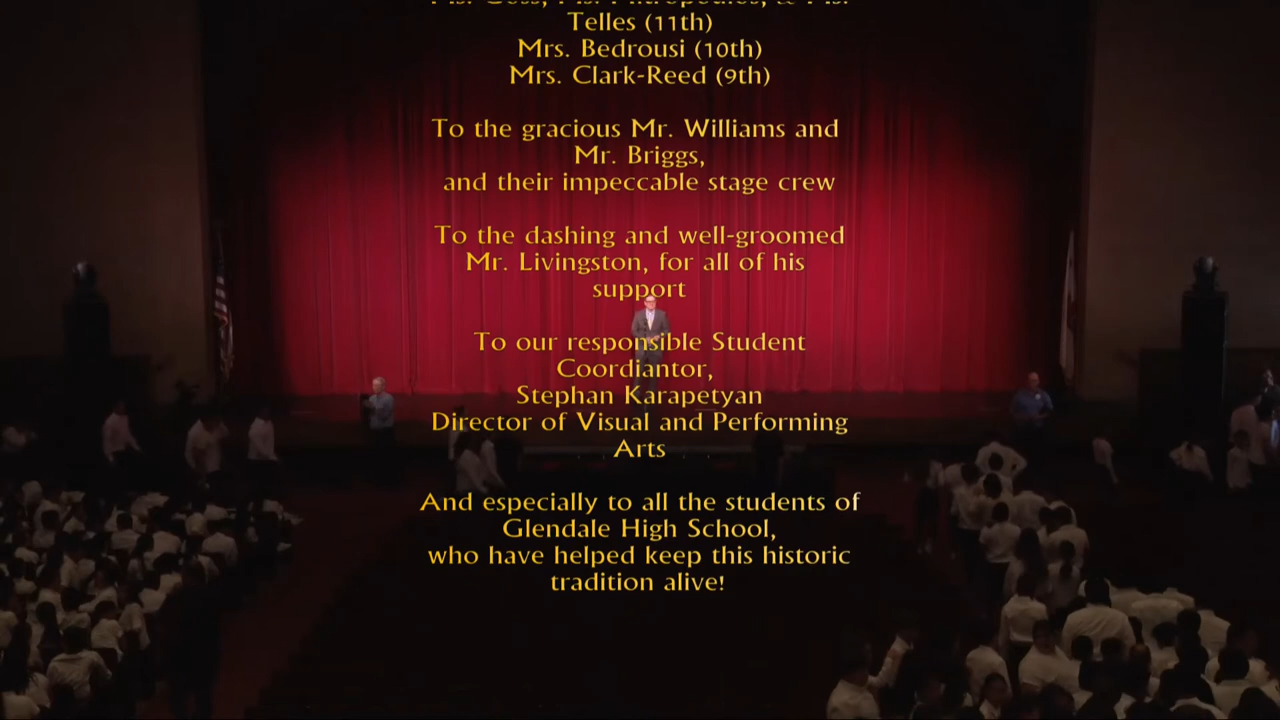 Telles (11th)
Mrs. Bedrousi (10th)
Mrs. Clark-Reed (9th)
To the gracious Mr. Williams and
Mr. Briggs,
and their impeccable stage crew
To the dashing and well-groomed
Mr. Livingston, for all of his
support
To our responsible Student
Coordiantor,
Stephan Karapetyan
Director of Visual and Performing
Arts
And especially to all the students of
Glendale High School,
who have helped keep this historic
tradition alive!